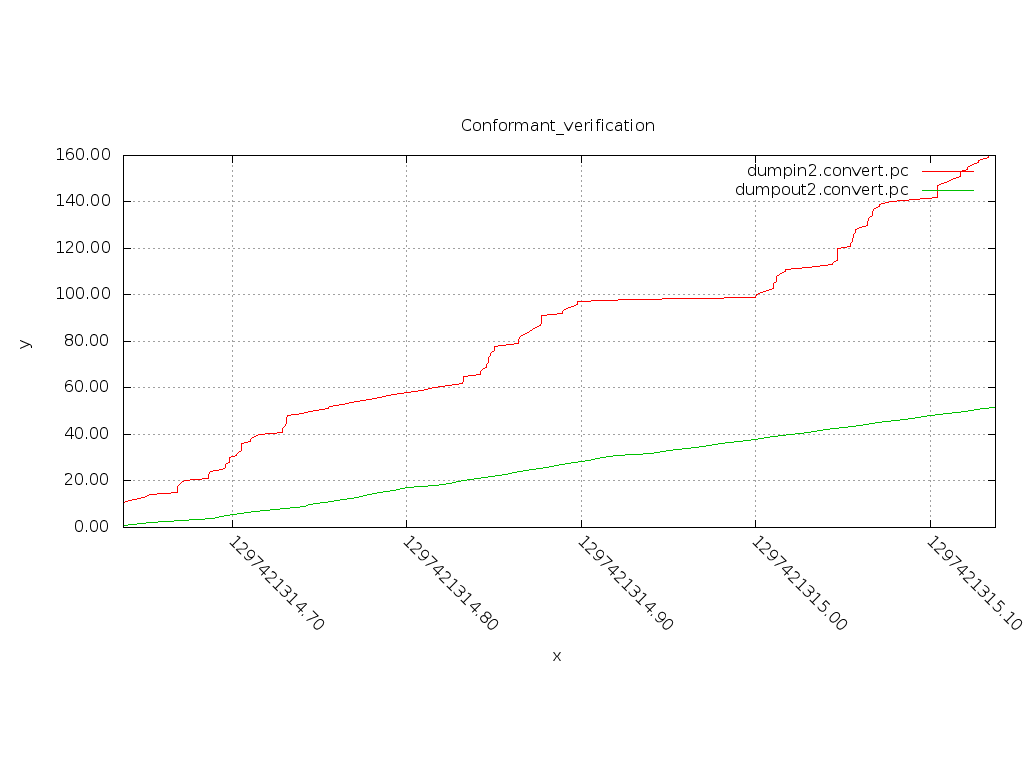 Conformant_verification
160.00
140.00
120.00
100.00
80.00
60.00
40.00
20.00
0.00
y
dumpin2.convert.pc
dumpout2.convert.pc
1297421314.70
1297421314.80
1297421314.90
1297421315.00
1297421315.10
x